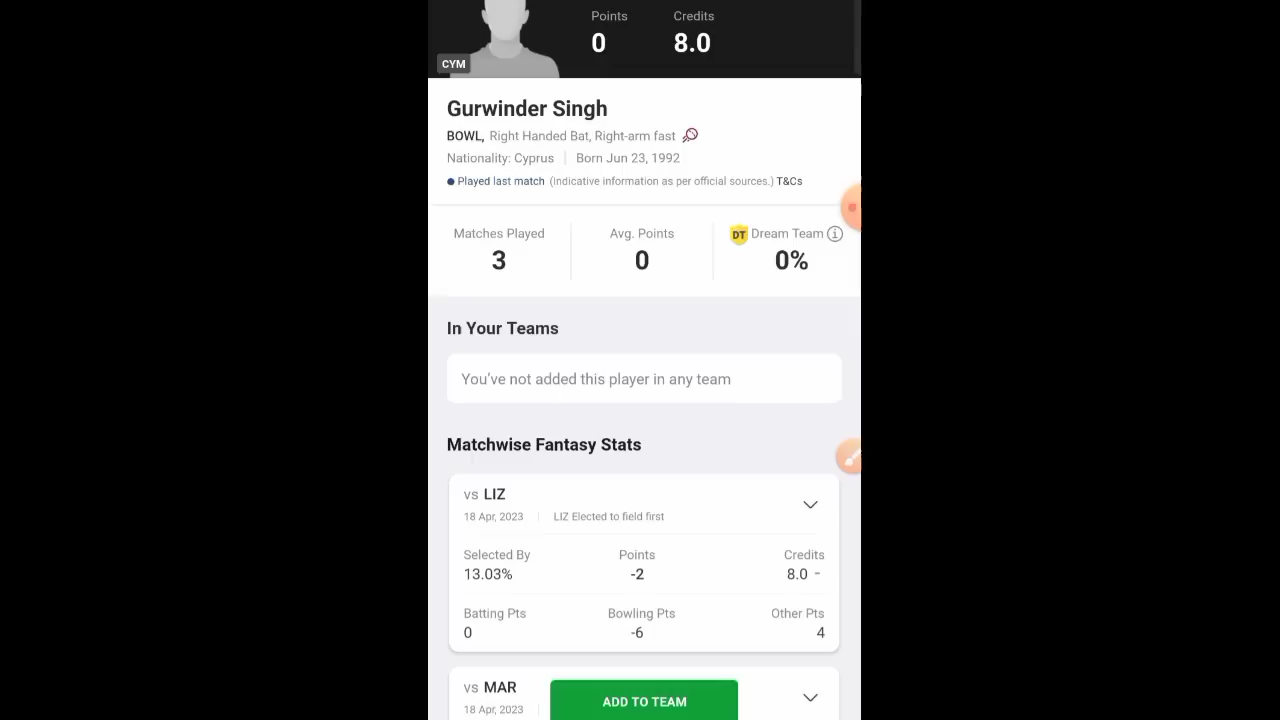 Points Credits
0 8.0
CYM
Gurwinder Singh
BOWL, Right Handed Bat, Right-arm fast
Nationality: Cyprus Born Jun 23, 1992
Played last match (Indicative information as per official sources.) T&Cs
Matches Played Avg. Points DT Dream Team i
3 0 0%
In Your Teams
You've not added this player in any team
Matchwise Fantasy Stats
vs LIZ
18 Apr, 2023 LIZ Elected to field first
Selected By Points Credits
13.03% -2 8.0 -
Batting Pts Bowling Pts Other Pts
0 -6 4
vs MAR
18 Apr, 2023
ADD TO TEAM